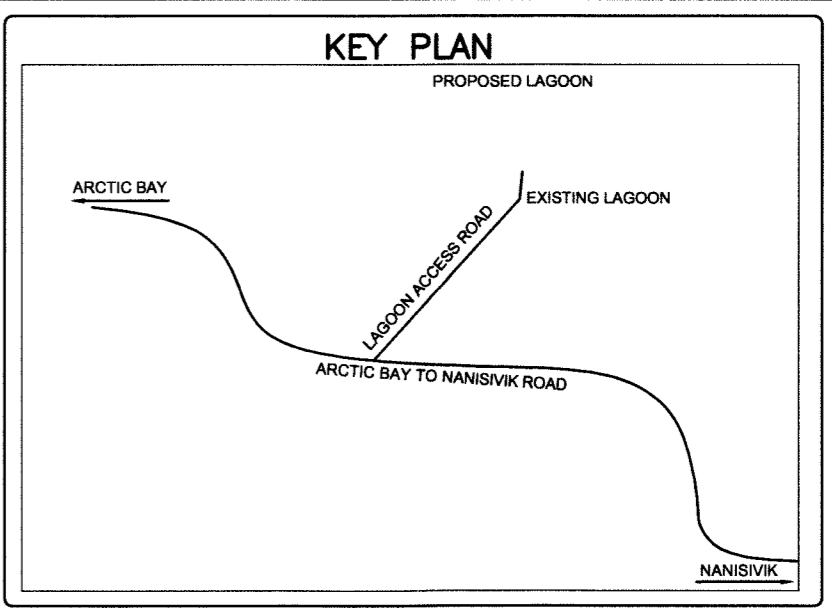 KEY PLAN
PROPOSED LAGOON
ARCTIC BAY
EXISTING LAGOON
LAGOON ACCESS ROAD
ARCTIC BAY TO NANISIVIK ROAD
NANISIVIK